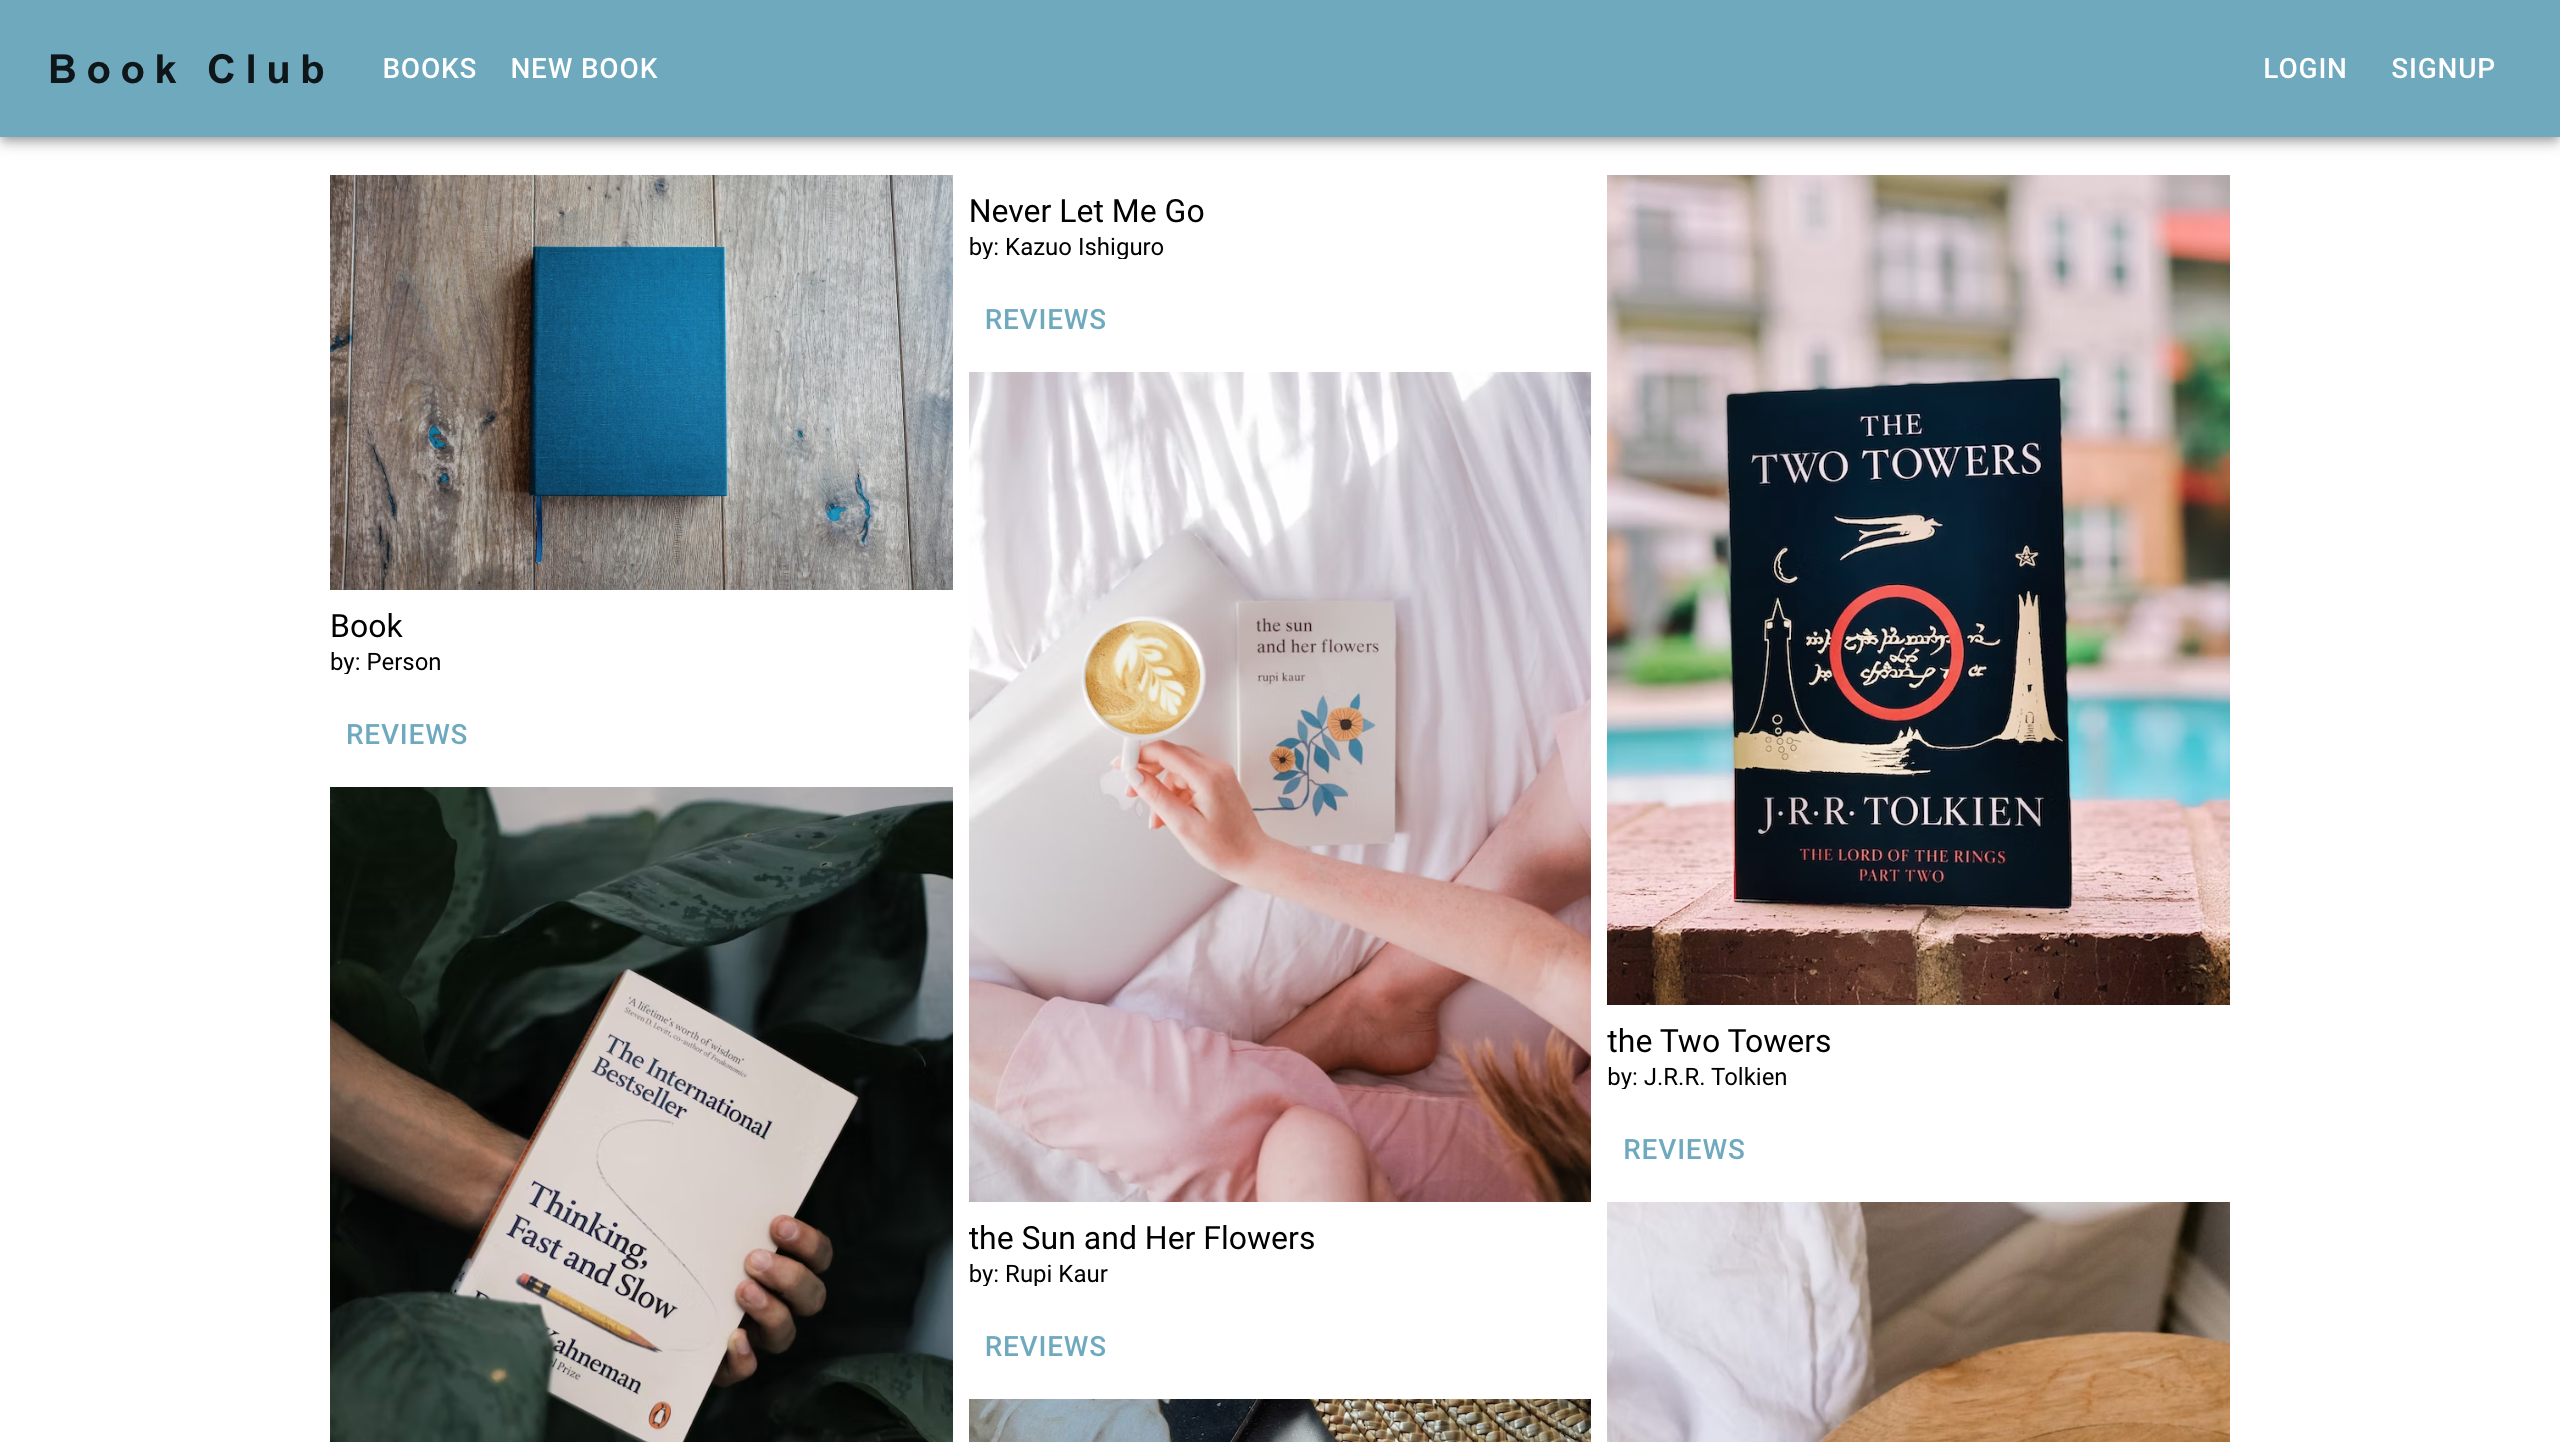 Book Club
BOOKS
NEW BOOK
LOGIN
SIGNUP
Book
by: Person
REVIEWS
'A lifetime's worth of wisdom'
Steven D. Levitt, co-author of Freakonomics
The International
Bestseller
Thinking,
Fast and Slow
Kahneman
Prize
Never Let Me Go
by: Kazuo Ishiguro
REVIEWS
the sun
and her flowers
rupi kaur
the Sun and Her Flowers
by: Rupi Kaur
REVIEWS
THE
TWO TOWERS
J·R·R·TOLKIEN
THE LORD OF THE RINGS
PART TWO
the Two Towers
by: J.R.R. Tolkien
REVIEWS